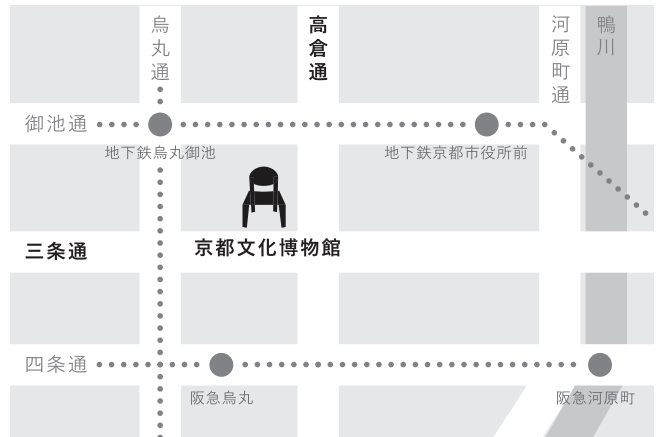 烏丸通
高倉通
河原町通
鴨川
御池通
地下鉄烏丸御池
地下鉄京都市役所前
三条通
京都文化博物館
四条通
阪急烏丸
阪急河原町